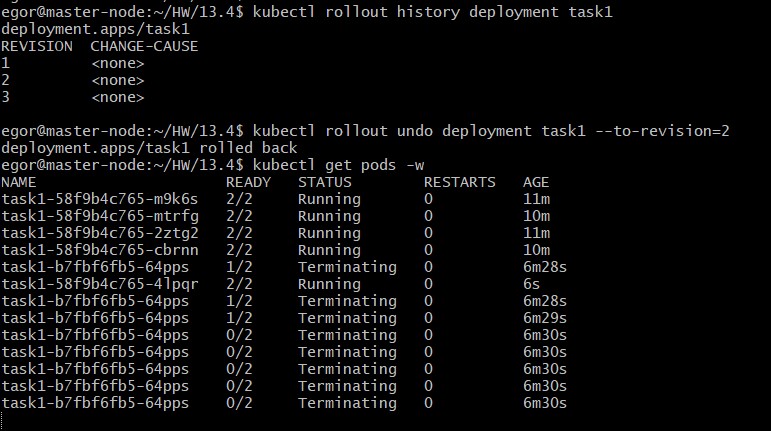 egor@master-node:~/HW/13.4$ kubectl rollout history deployment task1
deployment.apps/task1
REVISION  CHANGE-CAUSE
1         <none>
2         <none>
3         <none>
egor@master-node:~/HW/13.4$ kubectl rollout undo deployment task1 --to-revision=2
deployment.apps/task1 rolled back
egor@master-node:~/HW/13.4$ kubectl get pods -w
NAME                     READY   STATUS        RESTARTS   AGE
task1-58f9b4c765-m9k6s   2/2     Running       0          11m
task1-58f9b4c765-mtrfg   2/2     Running       0          10m
task1-58f9b4c765-2ztg2   2/2     Running       0          11m
task1-58f9b4c765-cbrnn   2/2     Running       0          10m
task1-b7fbf6fb5-64pps    1/2     Terminating   0          6m28s
task1-58f9b4c765-4lpqr   2/2     Running       0          6s
task1-b7fbf6fb5-64pps    1/2     Terminating   0          6m28s
task1-b7fbf6fb5-64pps    1/2     Terminating   0          6m29s
task1-b7fbf6fb5-64pps    0/2     Terminating   0          6m30s
task1-b7fbf6fb5-64pps    0/2     Terminating   0          6m30s
task1-b7fbf6fb5-64pps    0/2     Terminating   0          6m30s
task1-b7fbf6fb5-64pps    0/2     Terminating   0          6m30s
task1-b7fbf6fb5-64pps    0/2     Terminating   0          6m30s